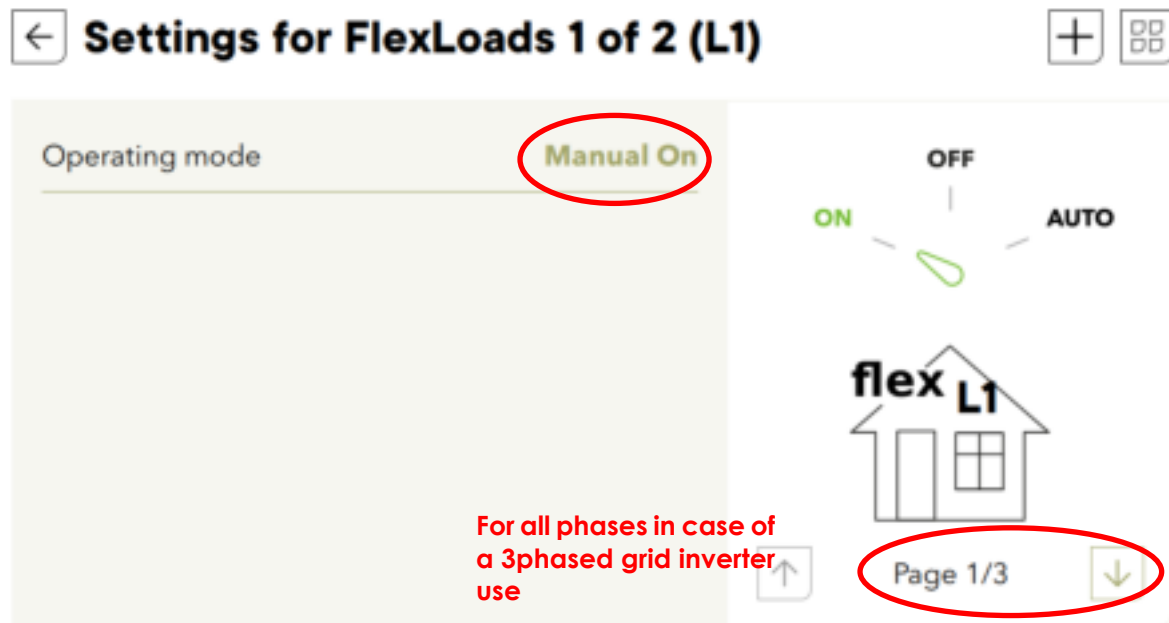 Settings for FlexLoads 1 of 2 (L1)
Operating mode
Manual On
OFF
ON
AUTO
flex L1
For all phases in case of
a 3phased grid inverter
use
Page 1/3